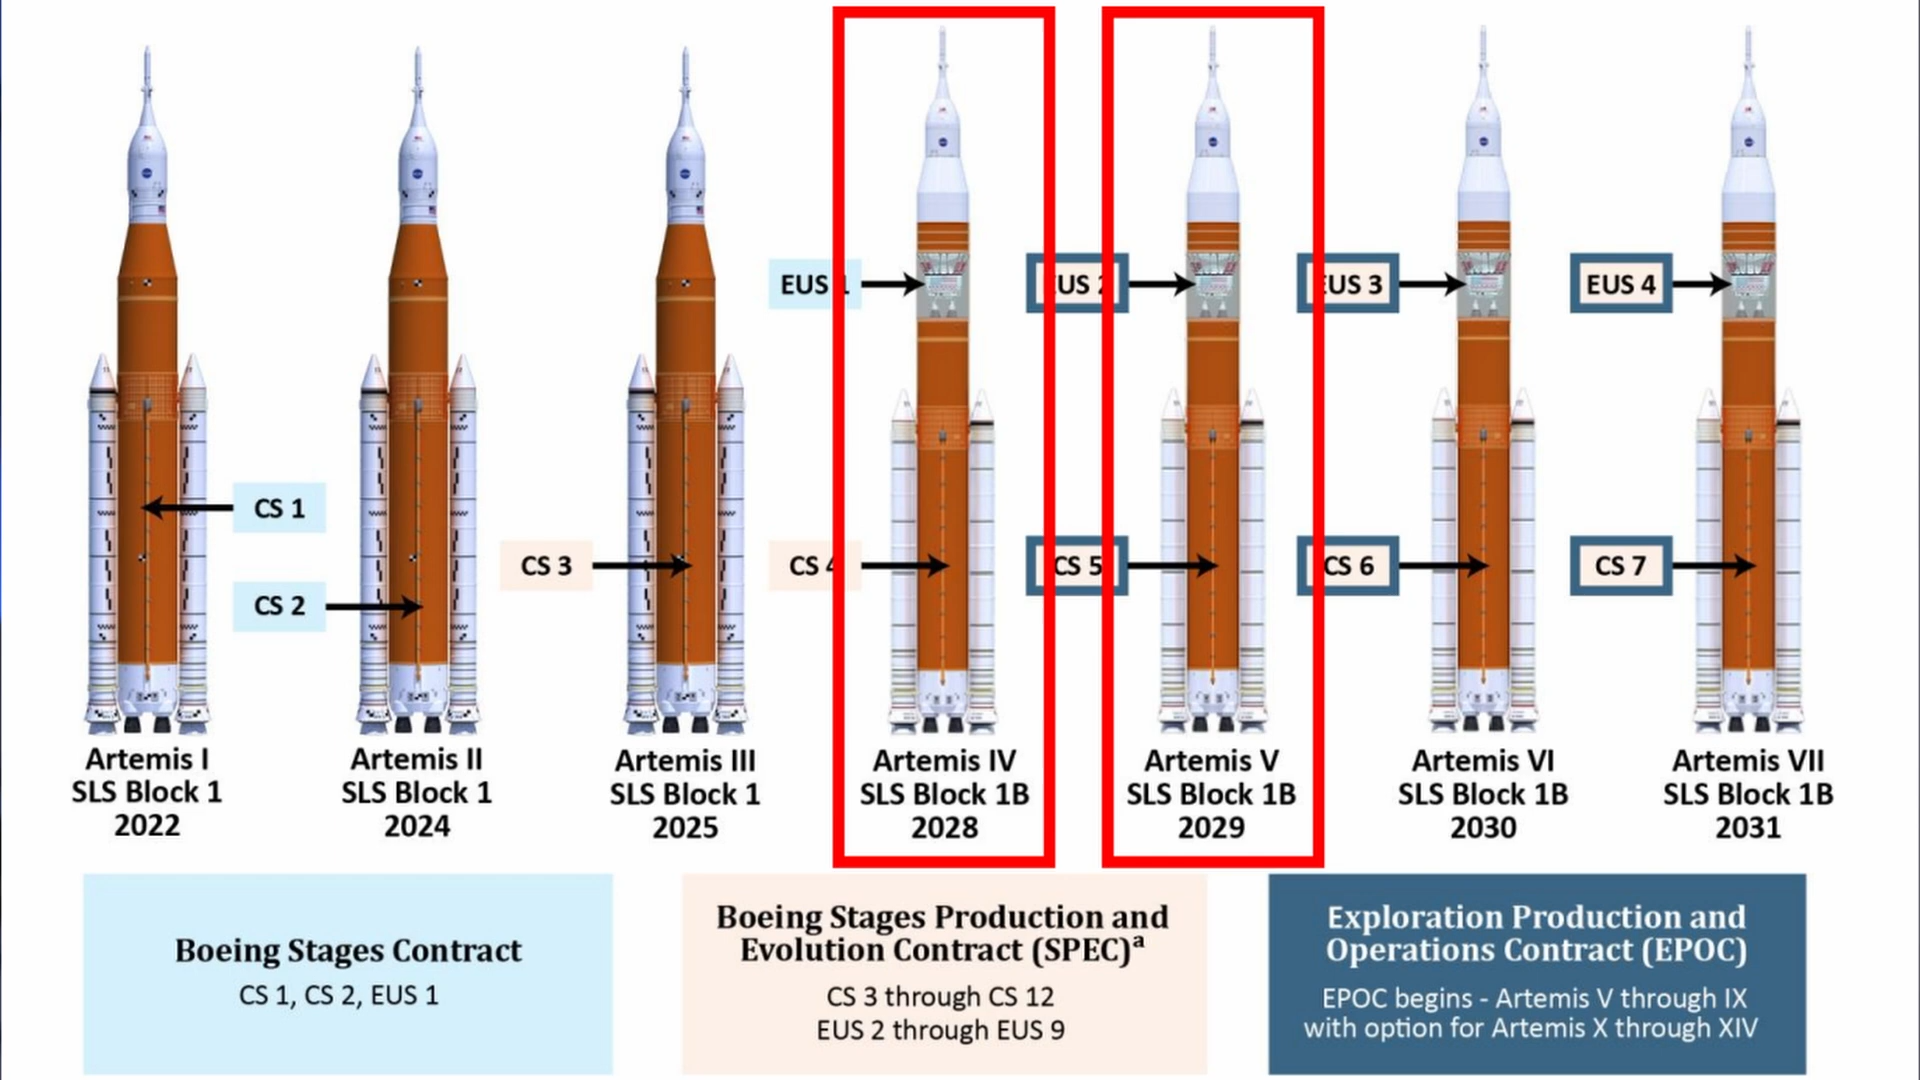 EUS 1
EUS 2
EUS 3
EUS 4
CS 1
CS 2
CS 3
CS 4
CS 5
CS 6
CS 7
Artemis I
SLS Block 1
2022
Artemis II
SLS Block 1
2024
Artemis III
SLS Block 1
2025
Artemis IV
SLS Block 1B
2028
Artemis V
SLS Block 1B
2029
Artemis VI
SLS Block 1B
2030
Artemis VII
SLS Block 1B
2031
Boeing Stages Contract
CS 1, CS 2, EUS 1
Boeing Stages Production and
Evolution Contract (SPEC)ª
CS 3 through CS 12
EUS 2 through EUS 9
Exploration Production and
Operations Contract (EPOC)
EPOC begins - Artemis V through IX
with option for Artemis X through XIV